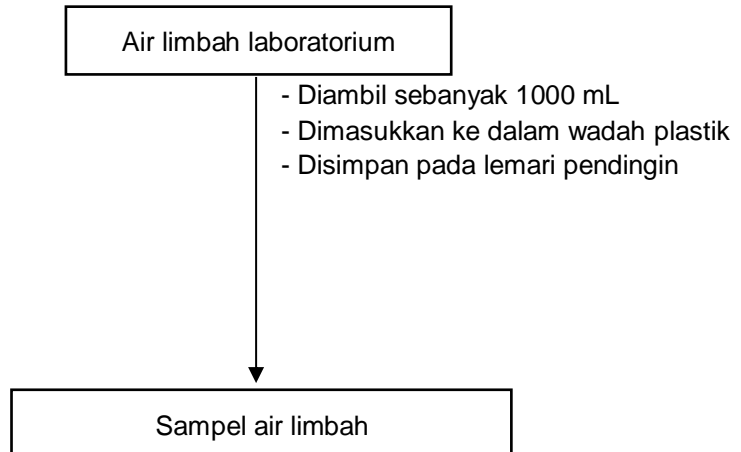 Air limbah laboratorium
- Diambil sebanyak 1000 mL
- Dimasukkan ke dalam wadah plastik
- Disimpan pada lemari pendingin
Sampel air limbah